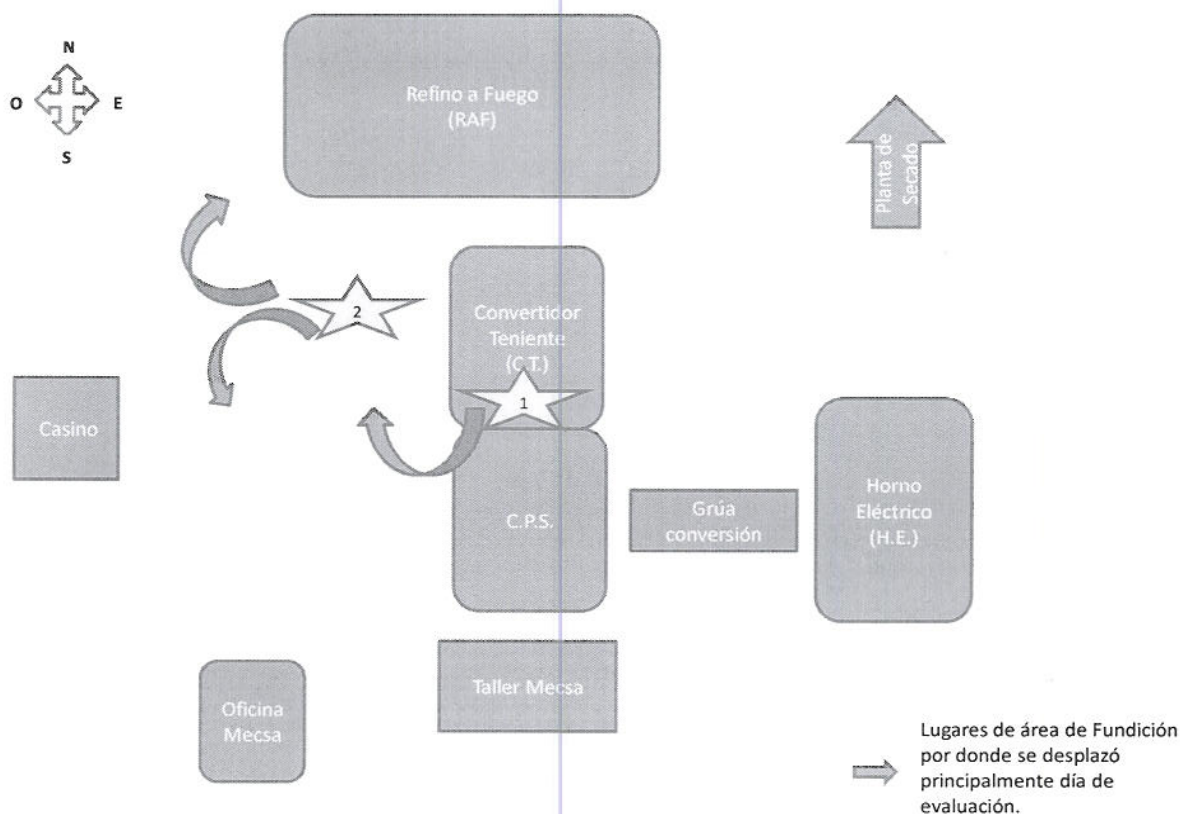 N
O
E
S
Refino a Fuego
(RAF)
Planta de
Secado
2
Convertidor
Teniente
(C.T.)
1
Casino
C.P.S.
Grúa
conversión
Horno
Eléctrico
(H.E.)
Oficina
Mecsa
Taller Mecsa
Lugares de área de Fundición
por donde se desplazó
principalmente día de
evaluación.